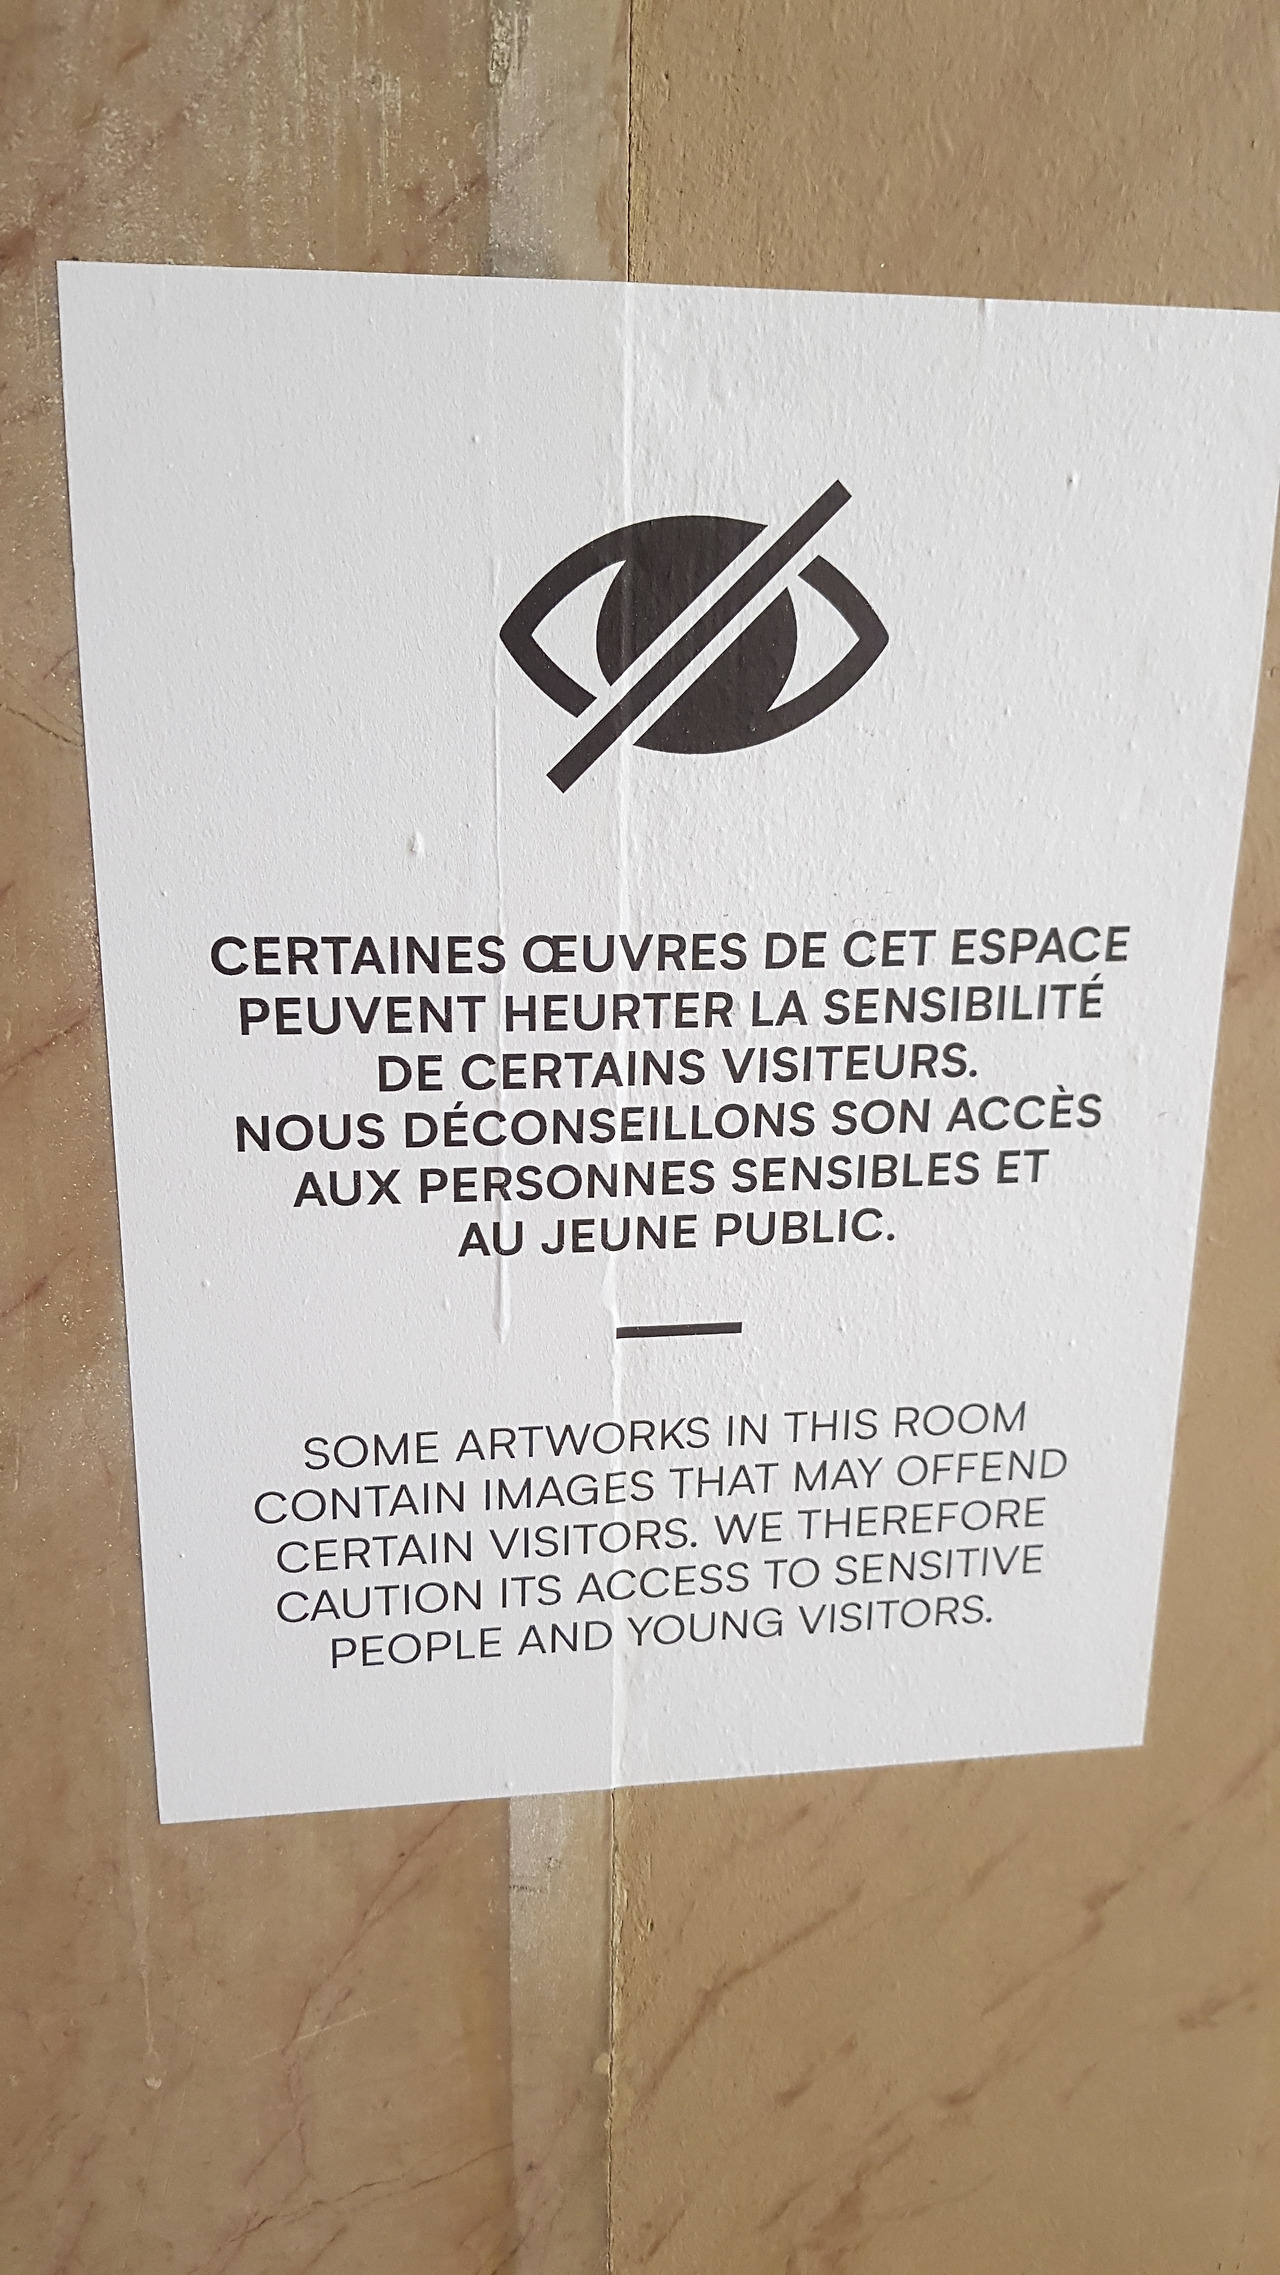 CERTAINES ŒUVRES DE CET ESPACE
PEUVENT HEURTER LA SENSIBILITÉ
DE CERTAINS VISITEURS.
NOUS DÉCONSEILLONS SON ACCÈS
AUX PERSONNES SENSIBLES ET
AU JEUNE PUBLIC.
SOME ARTWORKS IN THIS ROOM
CONTAIN IMAGES THAT MAY OFFEND
CERTAIN VISITORS. WE THEREFORE
CAUTION ITS ACCESS TO SENSITIVE
PEOPLE AND YOUNG VISITORS.